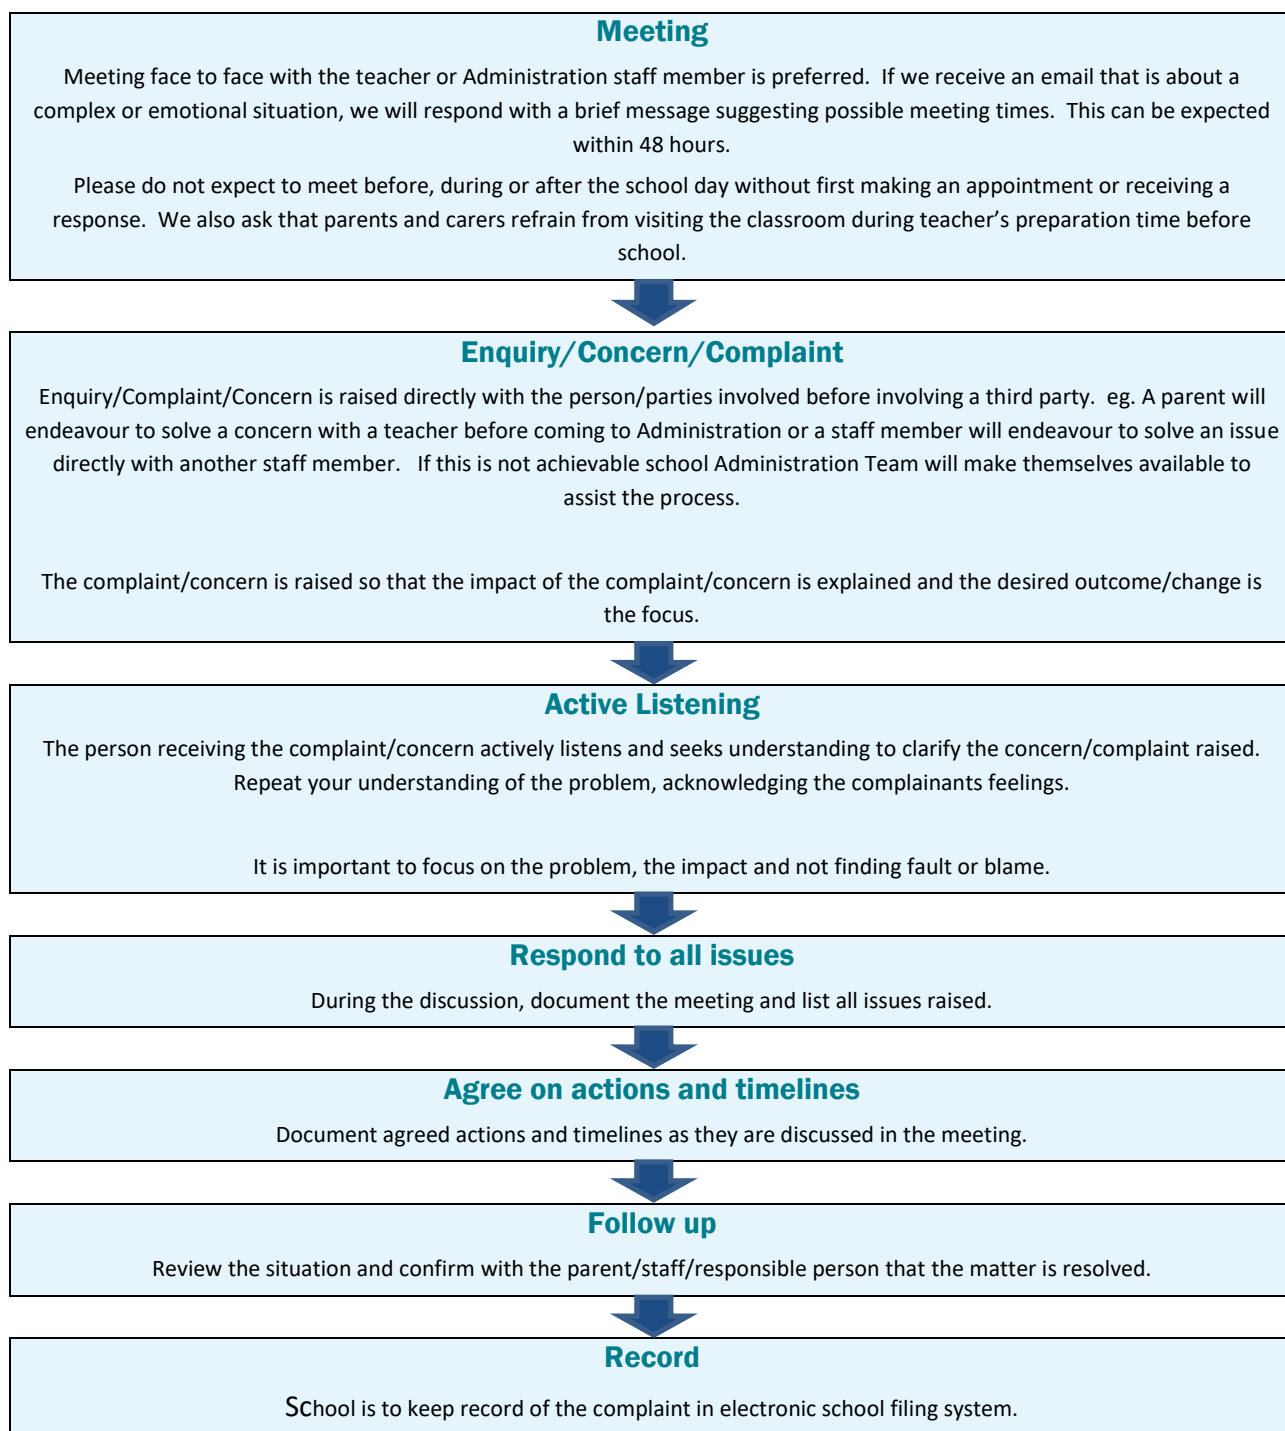 Meeting
Meeting face to face with the teacher or Administration staff member is preferred.  If we receive an email that is about a
complex or emotional situation, we will respond with a brief message suggesting possible meeting times.  This can be expected
within 48 hours.
Please do not expect to meet before, during or after the school day without first making an appointment or receiving a
response.  We also ask that parents and carers refrain from visiting the classroom during teacher’s preparation time before
school.
Enquiry/Concern/Complaint
Enquiry/Complaint/Concern is raised directly with the person/parties involved before involving a third party.  eg. A parent will
endeavour to solve a concern with a teacher before coming to Administration or a staff member will endeavour to solve an issue
directly with another staff member.   If this is not achievable school Administration Team will make themselves available to
assist the process.
The complaint/concern is raised so that the impact of the complaint/concern is explained and the desired outcome/change is
the focus.
Active Listening
The person receiving the complaint/concern actively listens and seeks understanding to clarify the concern/complaint raised.
Repeat your understanding of the problem, acknowledging the complainants feelings.
It is important to focus on the problem, the impact and not finding fault or blame.
Respond to all issues
During the discussion, document the meeting and list all issues raised.
Agree on actions and timelines
Document agreed actions and timelines as they are discussed in the meeting.
Follow up
Review the situation and confirm with the parent/staff/responsible person that the matter is resolved.
Record
School is to keep record of the complaint in electronic school filing system.